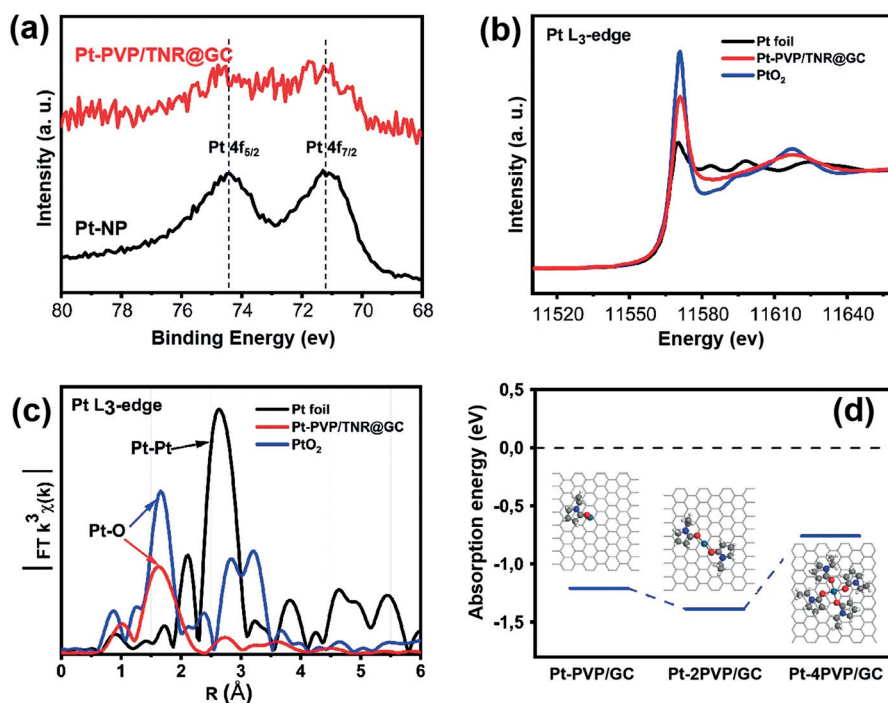 (a)
Pt-PVP/TNR@GC
Pt 4f5/2
Pt 4f7/2
Pt-NP
Intensity (a. u.)
80 78 76 74 72 70 68
Binding Energy (ev)
(b)
Pt L3-edge
Pt foil
Pt-PVP/TNR@GC
PtO2
Intensity (a. u.)
11520 11550 11580 11610 11640
Energy (ev)
(c)
Pt L3-edge
Pt foil
Pt-PVP/TNR@GC
PtO2
Pt-Pt
Pt-O
| FT k3 χ(k) |
0 1 2 3 4 5 6
R (Å)
(d)
Absorption energy (eV)
0,5
0,0
-0,5
-1,0
-1,5
Pt-PVP/GC Pt-2PVP/GC Pt-4PVP/GC